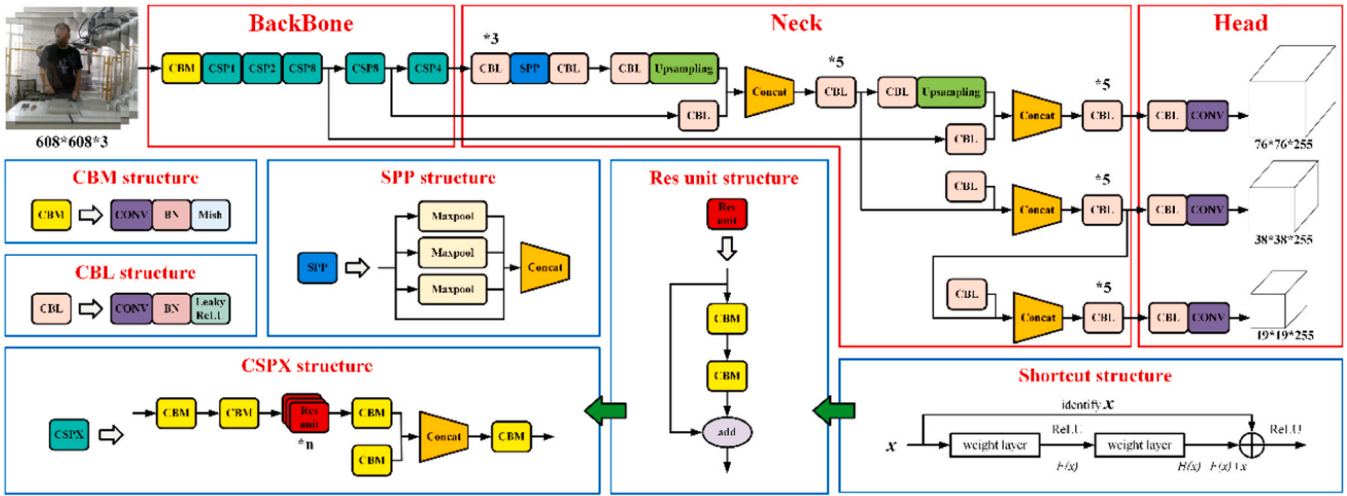 BackBone
Neck
Head
*3
CBM CSP1 CSP2 CSP8 CSP8 CSP4 CBL SPP CBL CBL Upsampling
Concat
*5
CBL
CBL Upsampling
CBL
CBL
Concat
*5
CBL
CBL CONV
608*608*3
76*76*255
CBL
Concat
*5
CBL
CBL CONV
38*38*255
CBL
Concat
*5
CBL
CBL CONV
19*19*255
CBM structure
CBM CONV BN Mish
CBL structure
CBL CONV BN Leaky
ReLU
SPP structure
SPP
Maxpool
Maxpool
Maxpool
Concat
Res unit structure
Res
unit
CBM
CBM
add
CSPX structure
CSPX
CBM CBM Res
unit
*n
CBM
CBM
Concat
CBM
Shortcut structure
identify x
x weight layer ReLU weight layer ReLU
F(x) H(x) F(x)+x